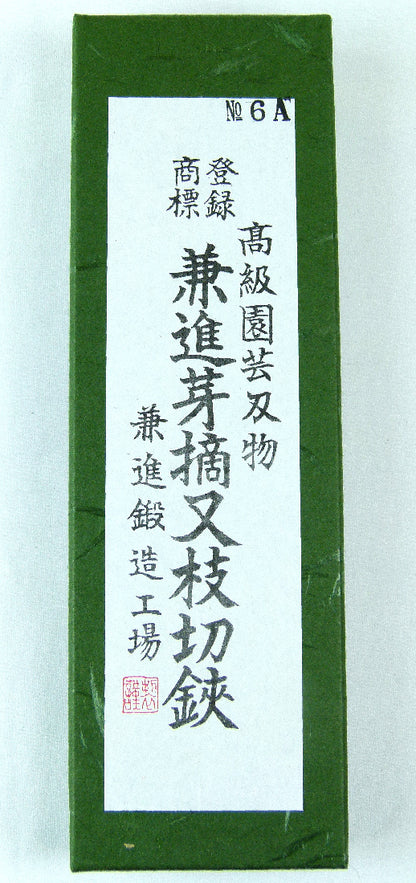 №6A
高級園芸刃物
登録
商標
兼進芽摘又枝切鋏
兼進鍛造工場